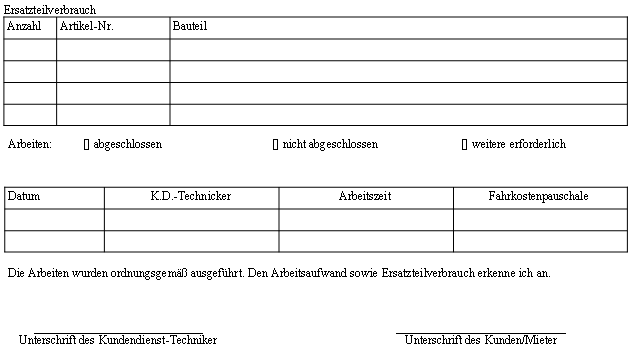 Ersatzteilverbrauch
Anzahl Artikel-Nr. Bauteil
Arbeiten: [] abgeschlossen [] nicht abgeschlossen [] weitere erforderlich
Datum K.D.-Technicker Arbeitszeit Fahrkostenpauschale
Die Arbeiten wurden ordnungsgemäß ausgeführt. Den Arbeitsaufwand sowie Ersatzteilverbrauch erkenne ich an.
Unterschrift des Kundendienst-Techniker Unterschrift des Kunden/Mieter